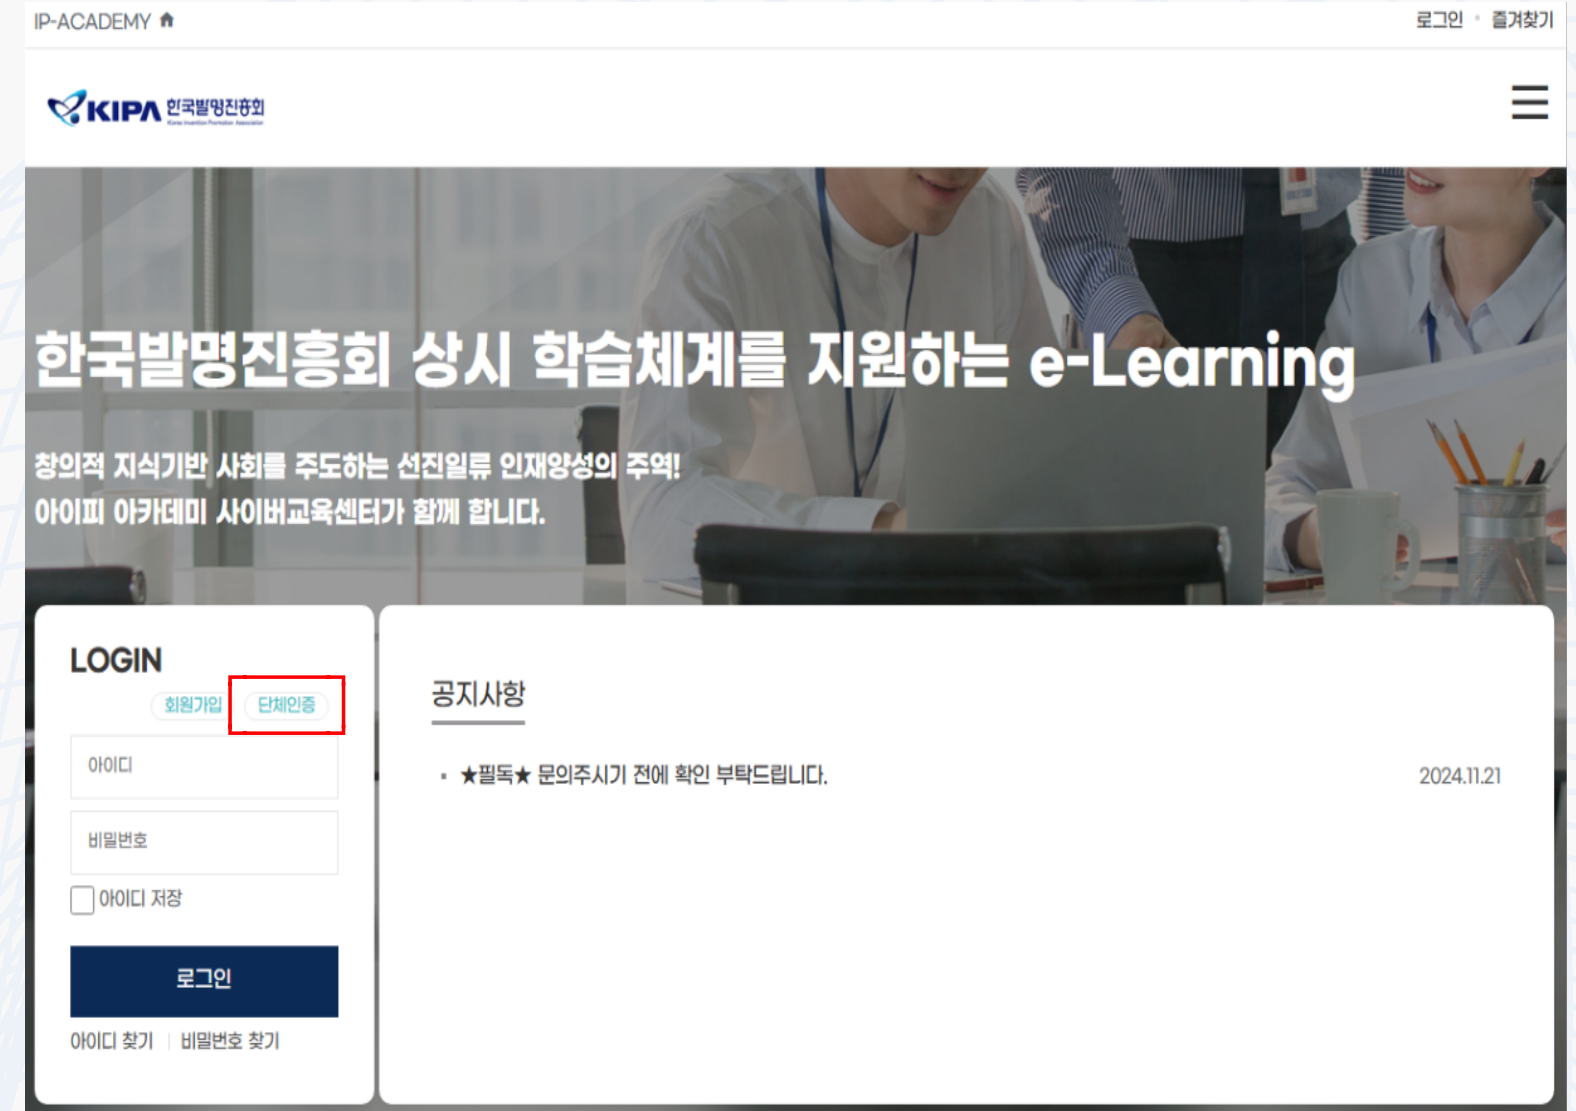 IP-ACADEMY
로그인 즐겨찾기
KIPA 한국발명진흥회
Korea Invention Promotion Association
한국발명진흥회 상시 학습체계를 지원하는 e-Learning
창의적 지식기반 사회를 주도하는 선진일류 인재양성의 주역!
아이피 아카데미 사이버교육센터가 함께 합니다.
LOGIN
회원가입 단체인증
아이디
비밀번호
아이디 저장
로그인
아이디 찾기 비밀번호 찾기
공지사항
★필독★ 문의주시기 전에 확인 부탁드립니다. 2024.11.21